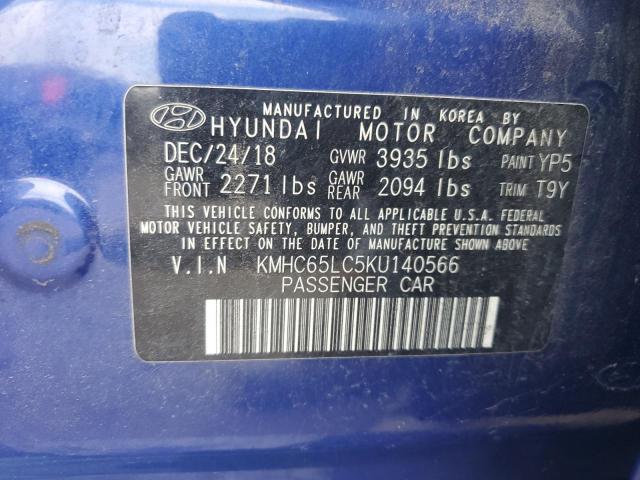 MANUFACTURED IN KOREA BY
HYUNDAI MOTOR COMPANY
DEC/24/18 GVWR 3935 lbs PAINT YP5
GAWR FRONT 2271 lbs GAWR REAR 2094 lbs TRIM T9Y
THIS VEHICLE CONFORMS TO ALL APPLICABLE U.S.A. FEDERAL
MOTOR VEHICLE SAFETY, BUMPER, AND THEFT PREVENTION STANDARDS
IN EFFECT ON THE DATE OF MANUFACTURE SHOWN ABOVE.
V.I.N KMHC65LC5KU140566
PASSENGER CAR